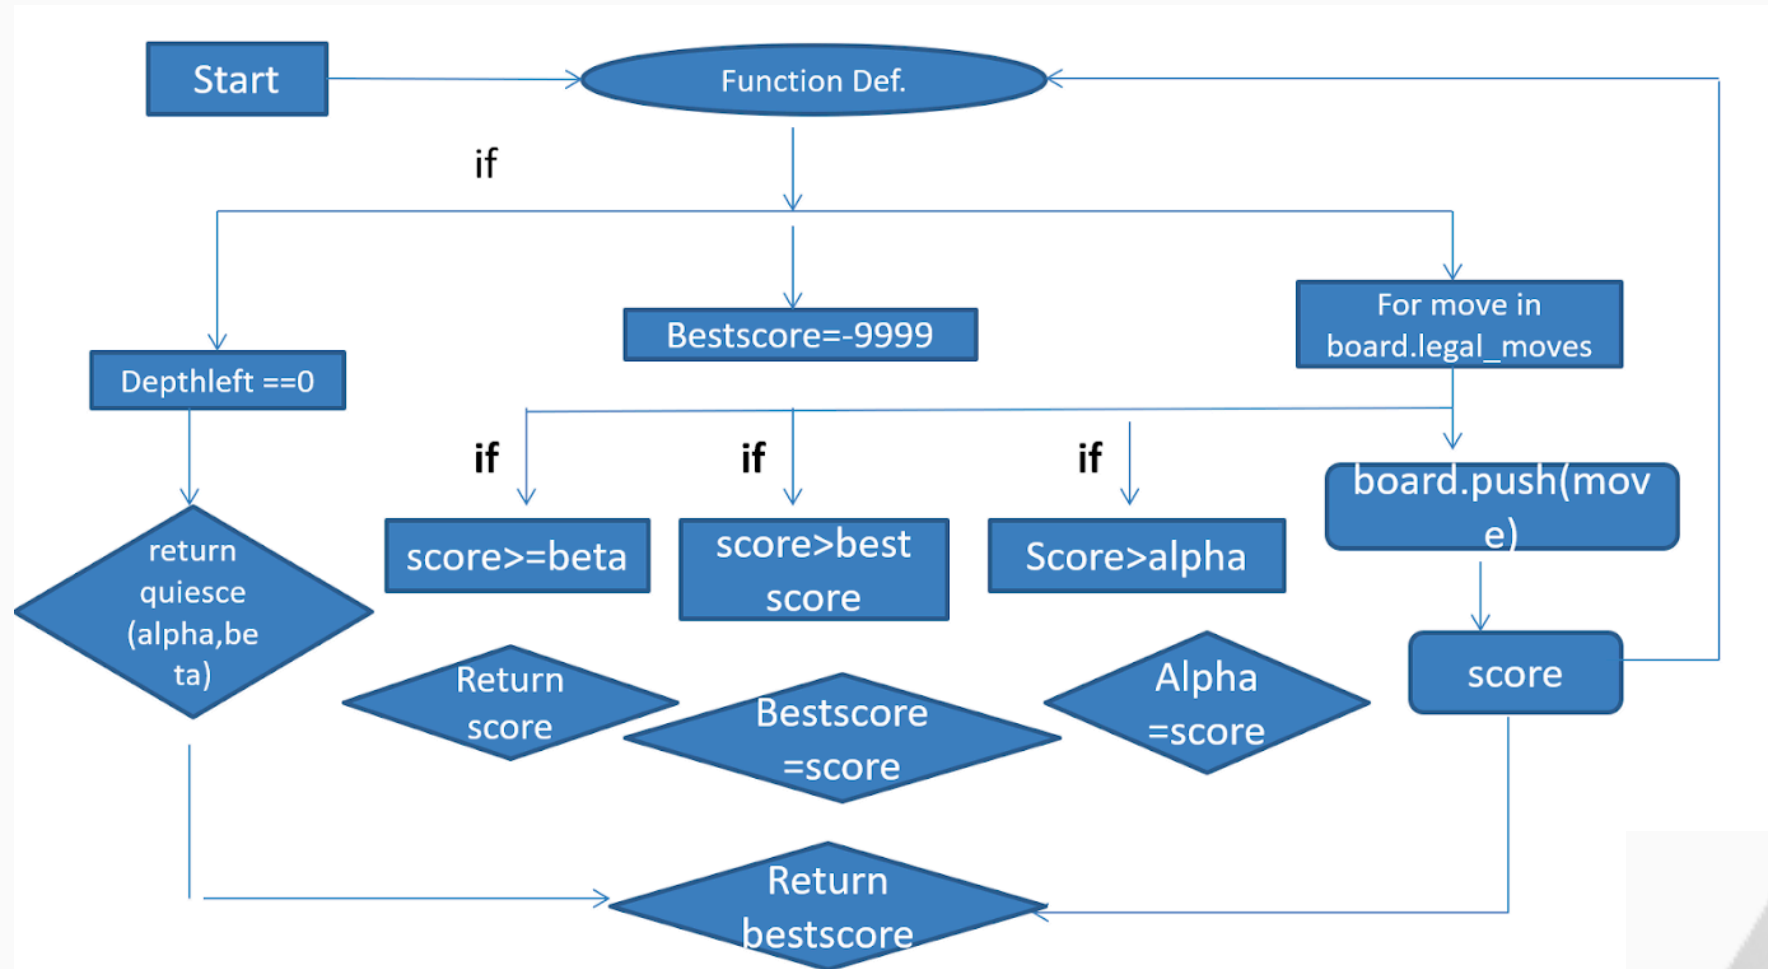 Start
Function Def.
if
Bestscore=-9999
For move in
board.legal_moves
Depthleft ==0
if
if
if
board.push(mov
e)
score>=beta
score>best
score
Score>alpha
return
quiesce
(alpha,be
ta)
Return
score
Bestscore
=score
Alpha
=score
score
Return
bestscore